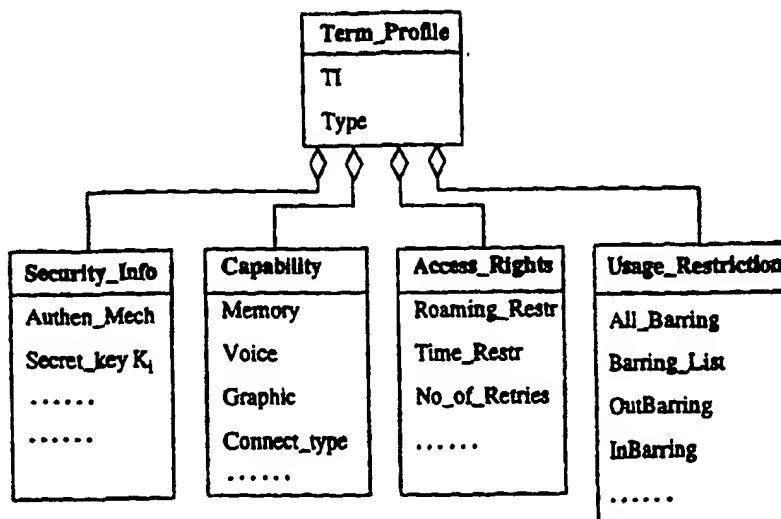 Term_Profile
TI
Type
Security_Info
Authen_Mech
Secret_key Ki
......
......
Capability
Memory
Voice
Graphic
Connect_type
......
Access_Rights
Roaming_Restr
Time_Restr
No_of_Retries
......
Usage_Restriction
All_Barring
Barring_List
OutBarring
InBarring
......